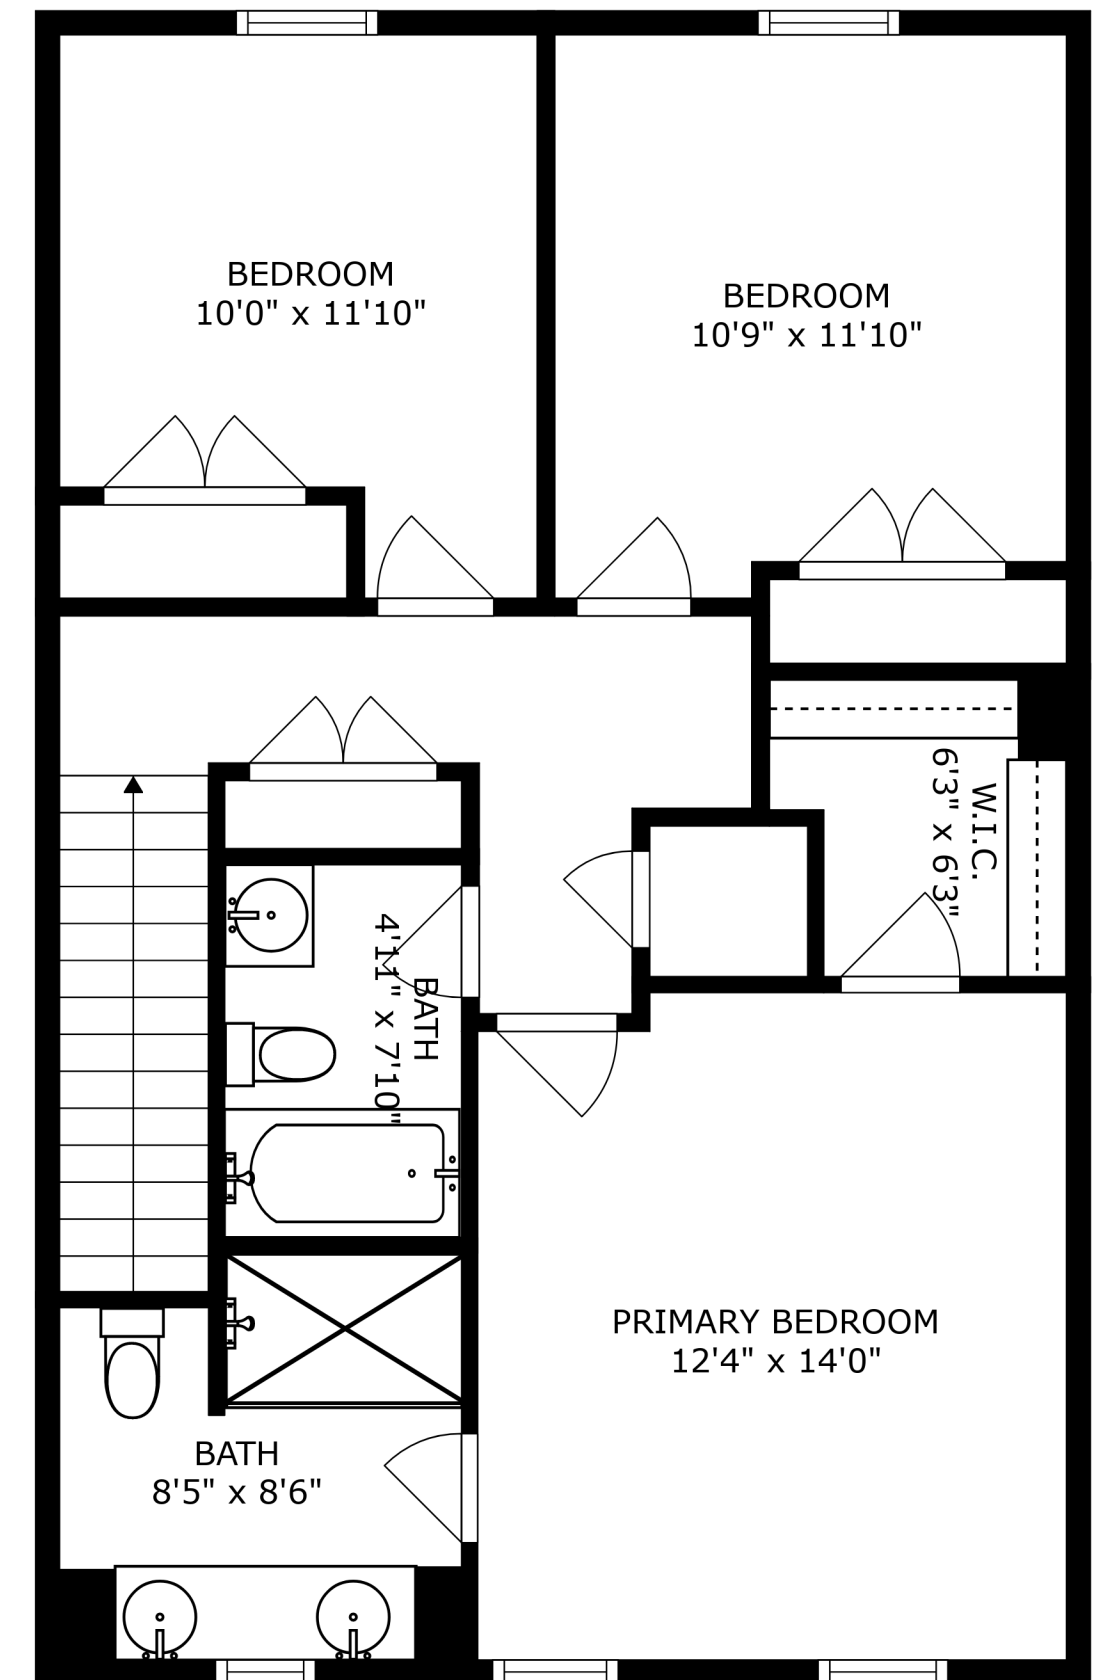 BEDROOM
10'0" x 11'10"
BEDROOM
10'9" x 11'10"
W.I.C.
6'3" x 6'3"
BATH
4'11" x 7'10"
PRIMARY BEDROOM
12'4" x 14'0"
BATH
8'5" x 8'6"